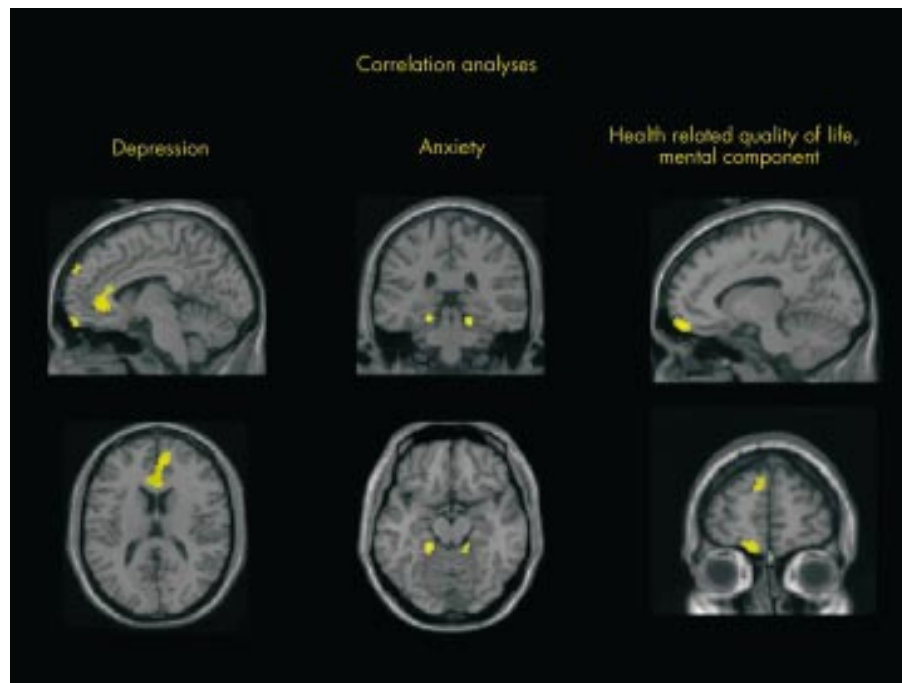 Correlation analyses
Depression
Anxiety
Health related quality of life,
mental component